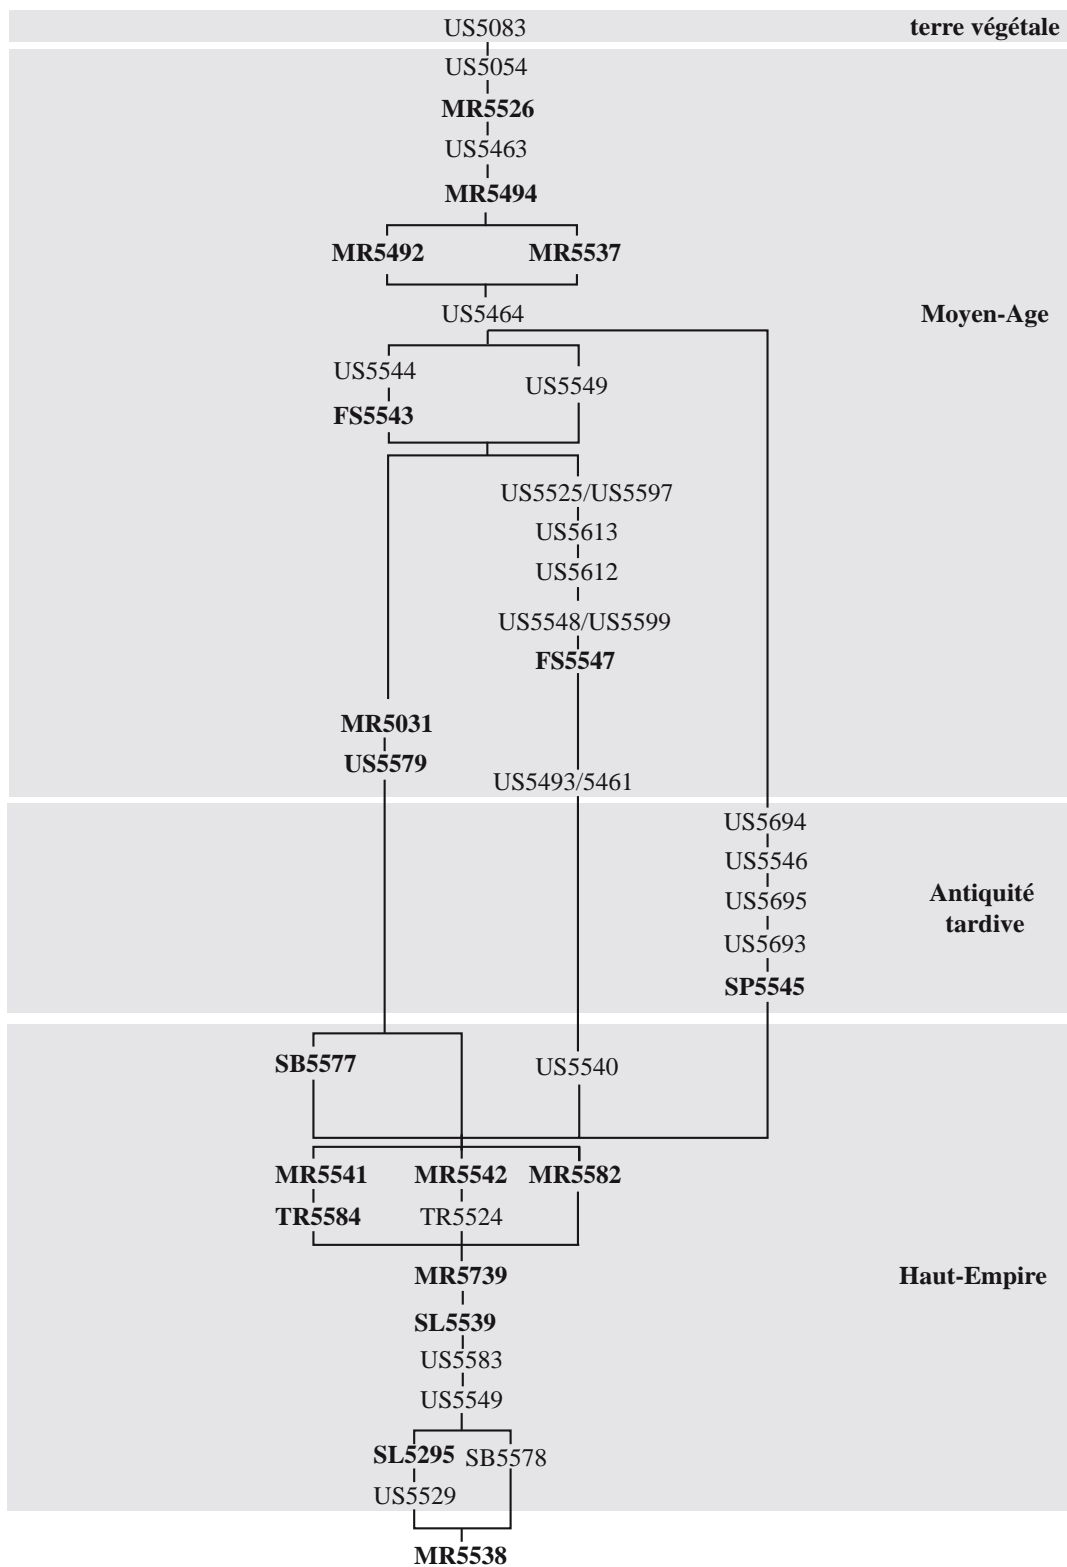 US5083
terre végétale
US5054
MR5526
US5463
MR5494
MR5492
MR5537
US5464
Moyen-Age
US5544
US5549
FS5543
US5525/US5597
US5613
US5612
US5548/US5599
FS5547
MR5031
US5579
US5493/5461
US5694
US5546
US5695
US5693
SP5545
Antiquité
tardive
SB5577
US5540
MR5541
MR5542
MR5582
TR5584
TR5524
MR5739
Haut-Empire
SL5539
US5583
US5549
SL5295
SB5578
US5529
MR5538